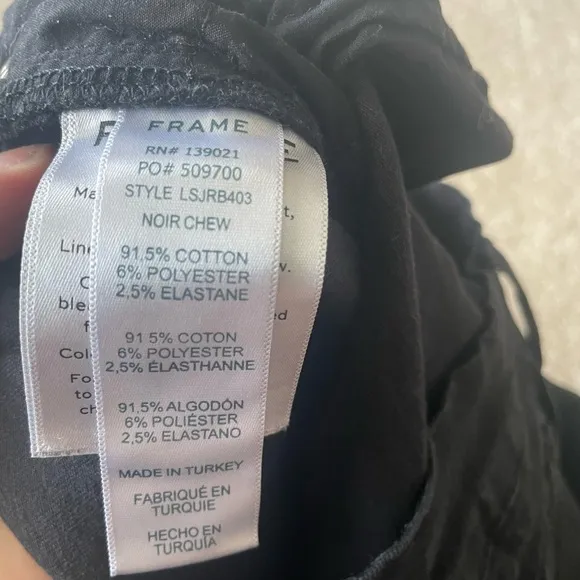 FRAME
RN# 139021
PO# 509700
STYLE LSJRB403
NOIR CHEW
91.5% COTTON
6% POLYESTER
2,5% ELASTANE
91 5% COTON
6% POLYESTER
2,5% ÉLASTHANNE
91.5% ALGODÓN
6% POLIÉSTER
2,5% ELASTANO
MADE IN TURKEY
FABRIQUÉ EN
TURQUIE
HECHO EN
TURQUÍA